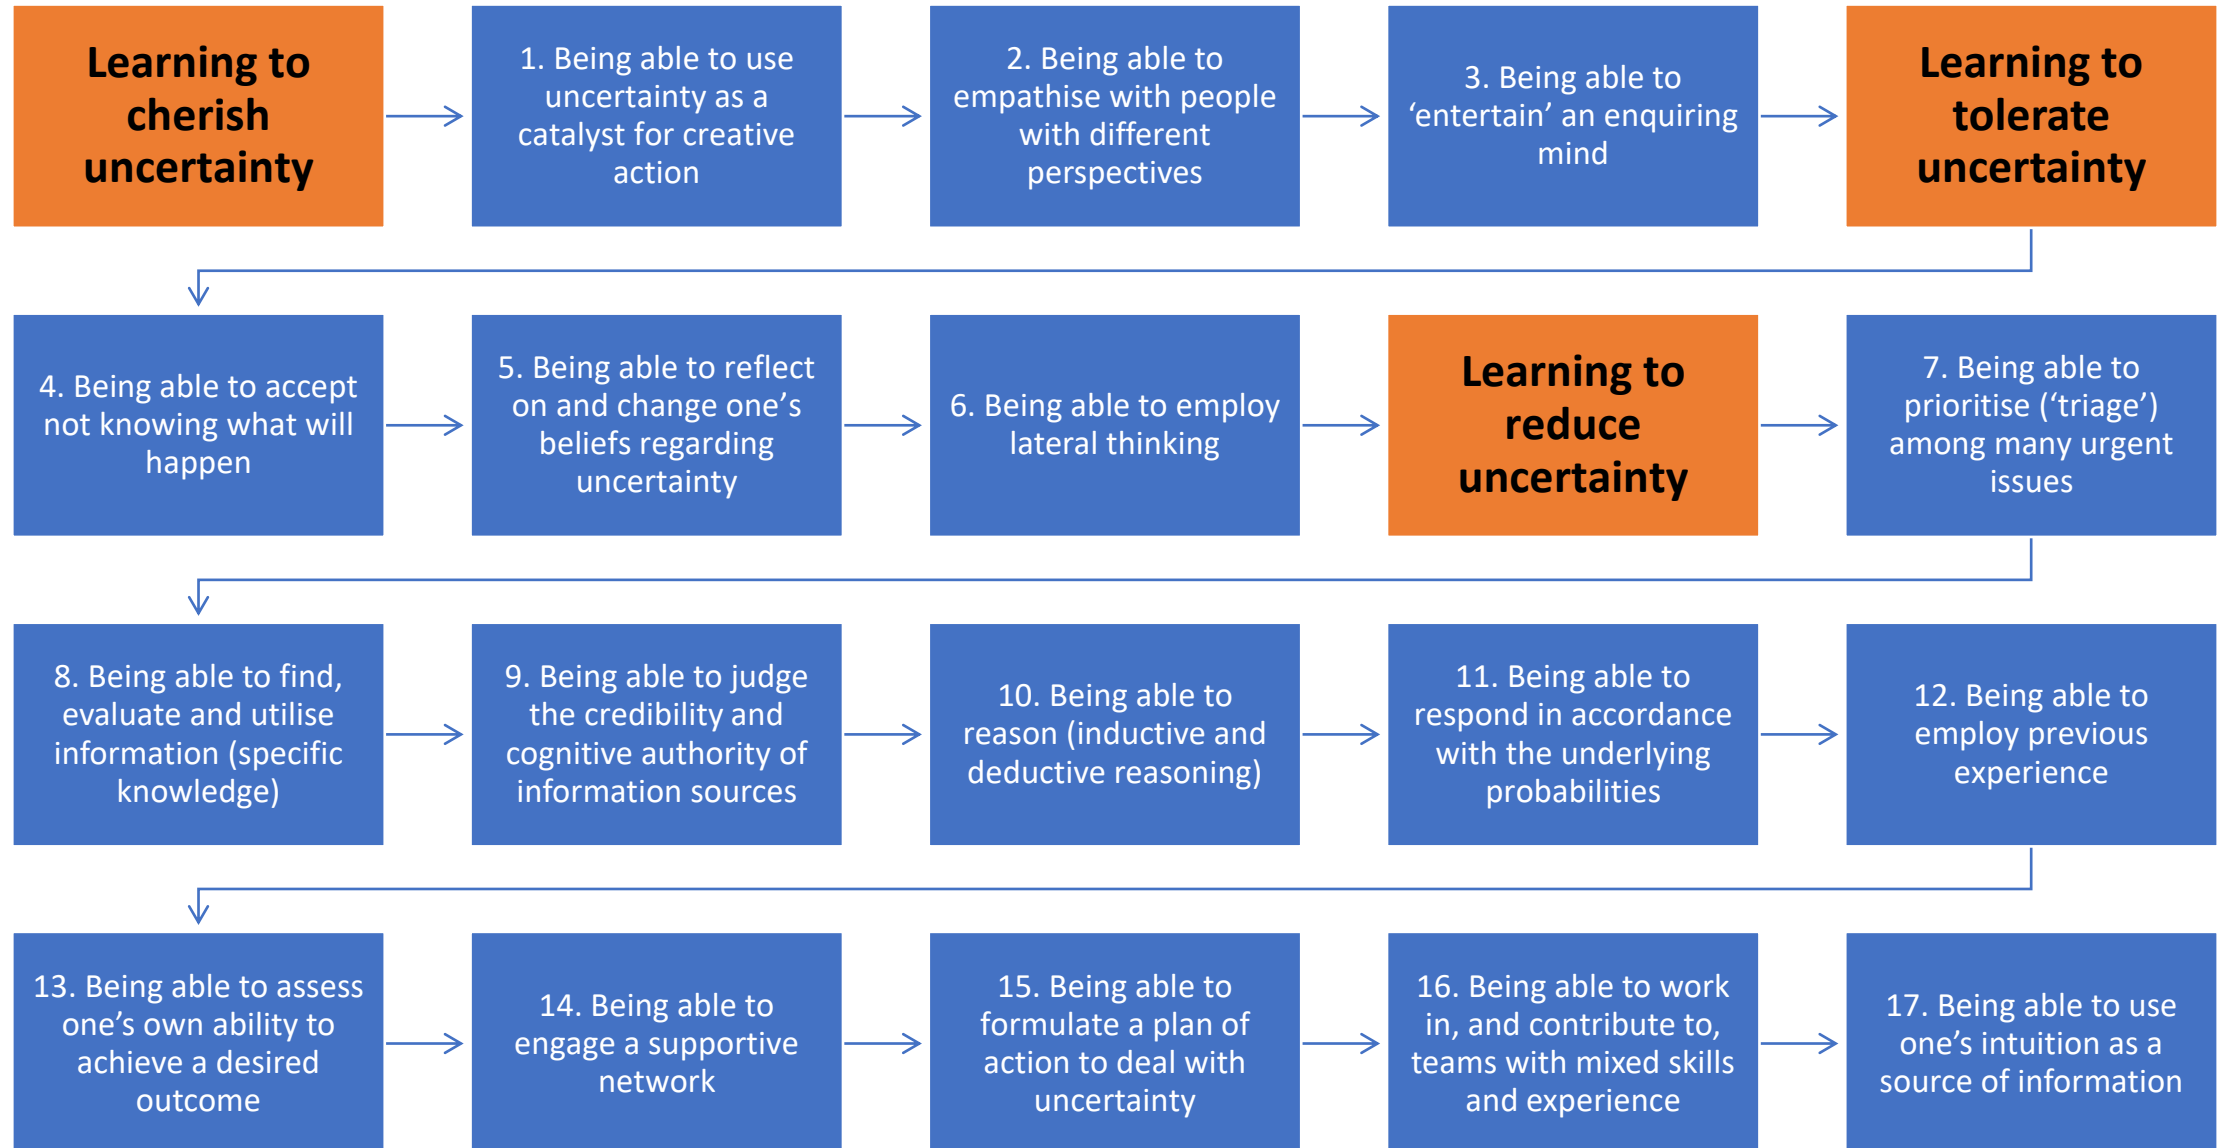 Learning to
cherish
uncertainty
1. Being able to use
uncertainty as a
catalyst for creative
action
2. Being able to
empathise with people
with different
perspectives
3. Being able to
‘entertain’ an enquiring
mind
Learning to
tolerate
uncertainty
4. Being able to accept
not knowing what will
happen
5. Being able to reflect
on and change one’s
beliefs regarding
uncertainty
6. Being able to employ
lateral thinking
Learning to
reduce
uncertainty
7. Being able to
prioritise (‘triage’)
among many urgent
issues
8. Being able to find,
evaluate and utilise
information (specific
knowledge)
9. Being able to judge
the credibility and
cognitive authority of
information sources
10. Being able to
reason (inductive and
deductive reasoning)
11. Being able to
respond in accordance
with the underlying
probabilities
12. Being able to
employ previous
experience
13. Being able to assess
one’s own ability to
achieve a desired
outcome
14. Being able to
engage a supportive
network
15. Being able to
formulate a plan of
action to deal with
uncertainty
16. Being able to work
in, and contribute to,
teams with mixed skills
and experience
17. Being able to use
one’s intuition as a
source of information